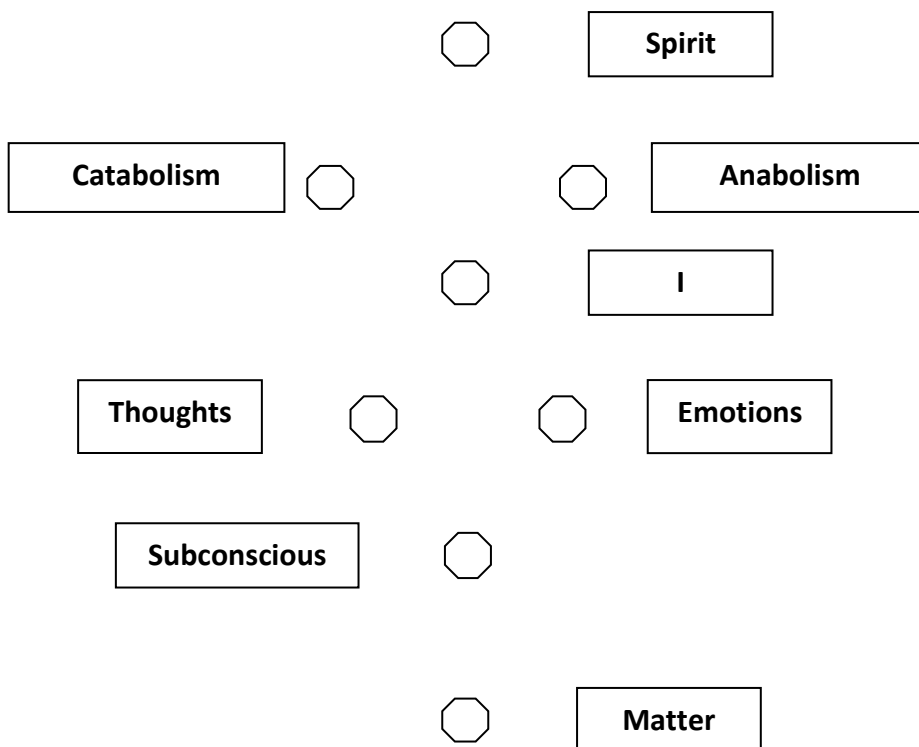 Spirit
Catabolism
Anabolism
I
Thoughts
Emotions
Subconscious
Matter